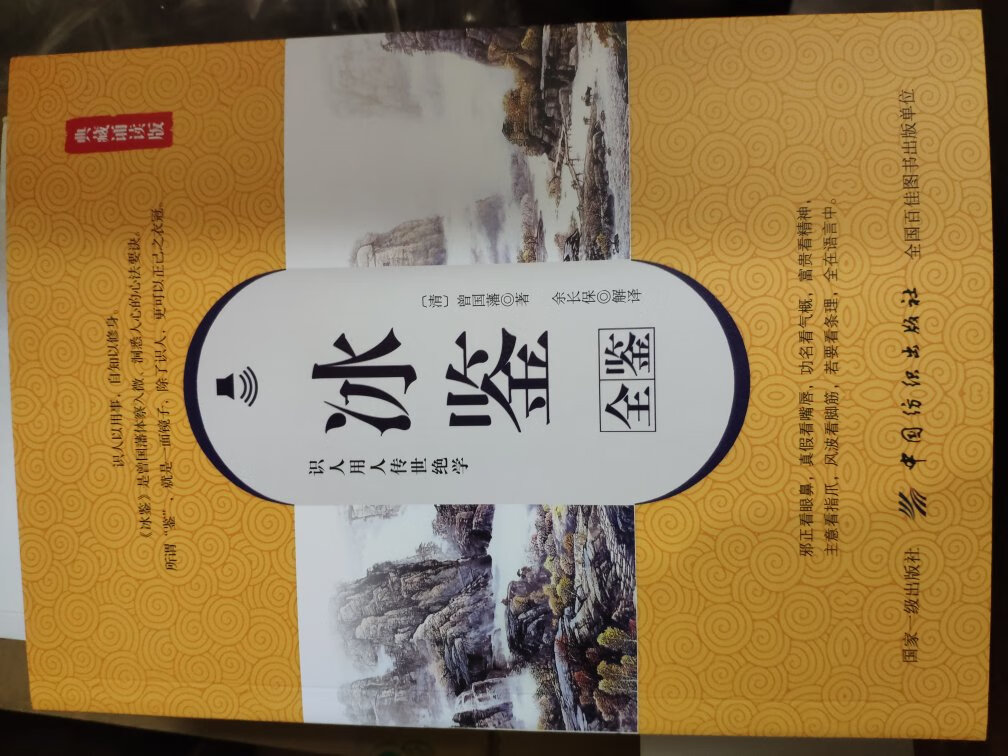 典藏诵读版
识人以用事，自知以修身。
《冰鉴》是曾国藩体察入微、洞悉人心的心法要诀。
所谓“鉴”，就是一面镜子，除了识人，更可以正己之衣冠。
识人用人传世绝学
冰鉴
全鉴
〔清〕曾国藩◎著
余长保◎解译
邪正看眼鼻，真假看嘴唇，功名看气概，富贵看精神，
主意看指爪，风波看脚筋，若要看条理，全在语言中。
国家一级出版社
中国纺织出版社
全国百佳图书出版单位